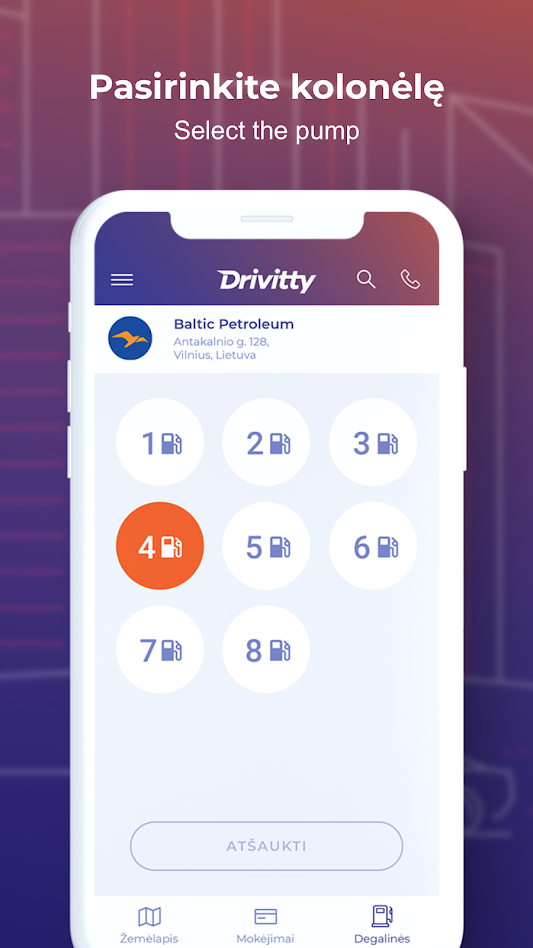 Pasirinkite kolonėlę
Select the pump
Drivitty
Baltic Petroleum
Antakalnio g. 128,
Vilnius, Lietuva
1
2
3
4
5
6
7
8
ATŠAUKTI
Žemėlapis
Mokėjimai
Degalinės